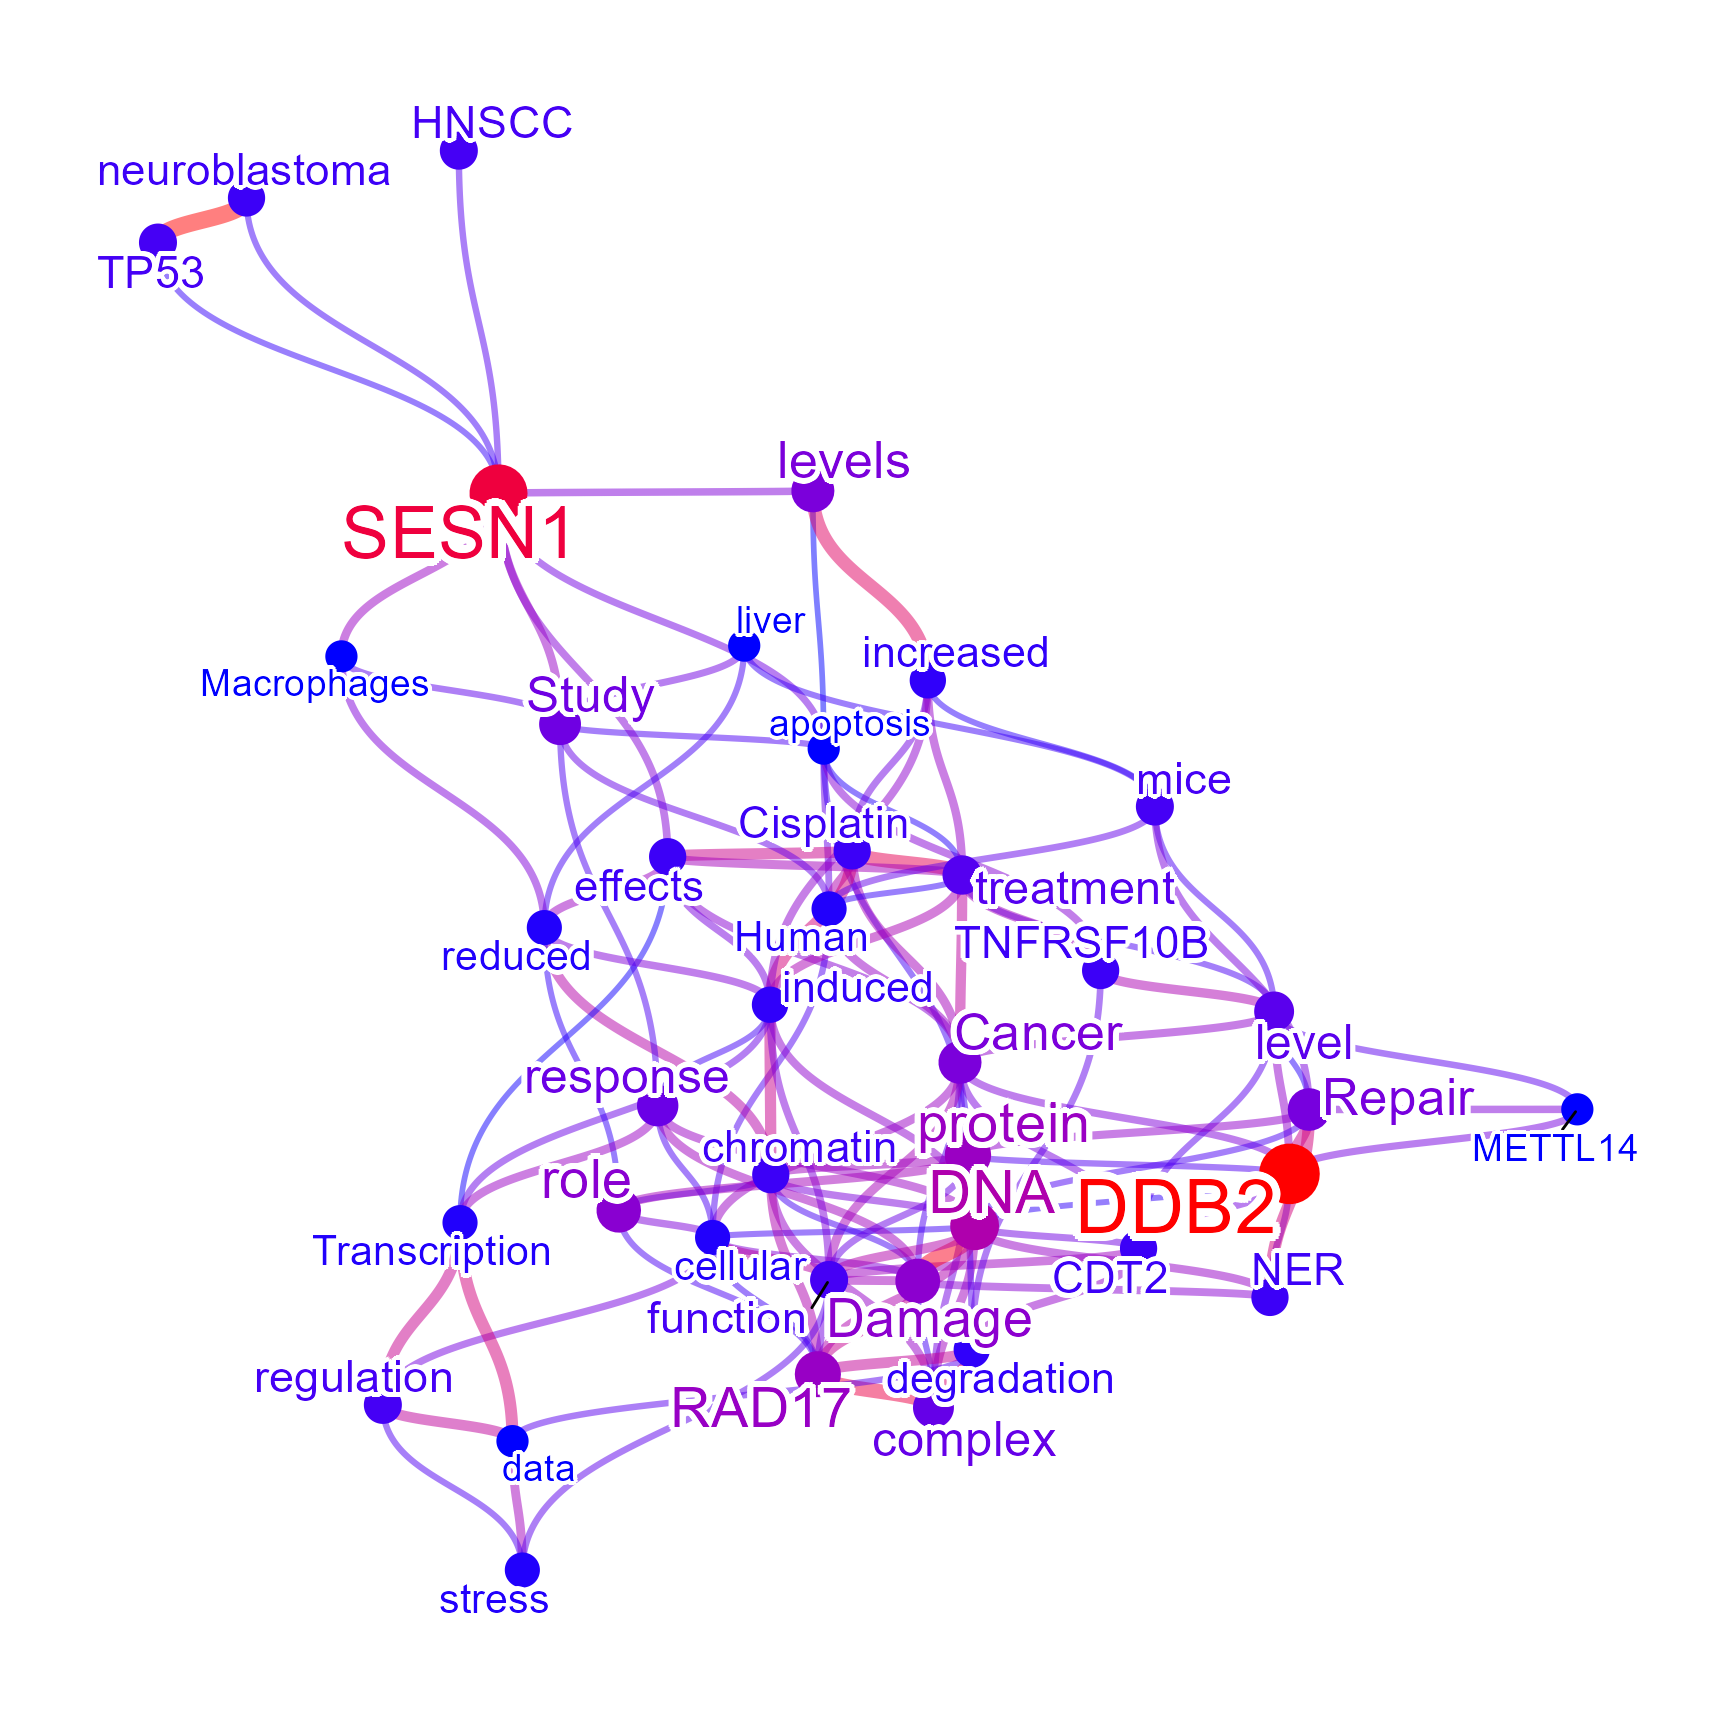 HNSCC
neuroblastoma
TP53
levels
SESN1
liver
increased
Macrophages
Study
apoptosis
mice
Cisplatin
effects
treatment
Human
TNFRSF10B
reduced
induced
Cancer
level
response
Repair
protein
chromatin
METTL14
role
DNA
DDB2
Transcription
cellular
CDT2
NER
function
Damage
regulation
degradation
RAD17
complex
data
stress